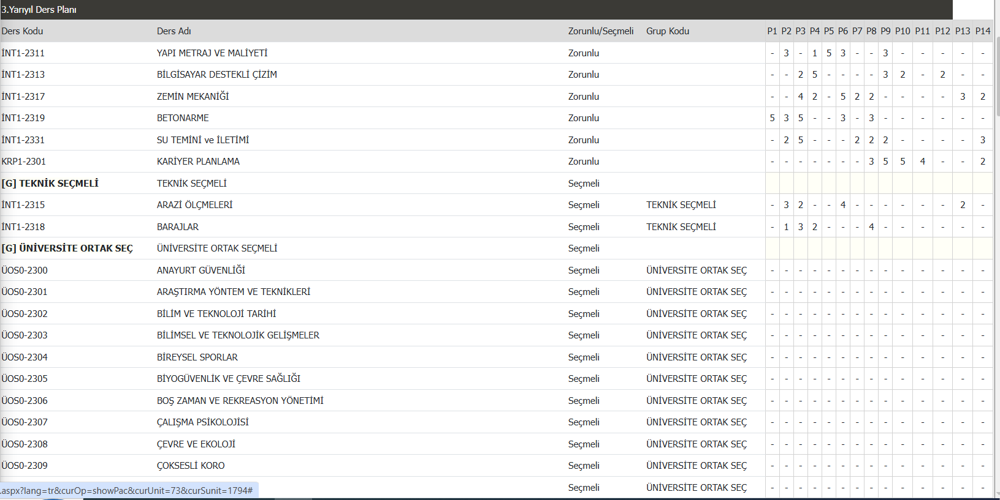 3.Yarıyıl Ders Planı
Ders Kodu Ders Adı Zorunlu/Seçmeli Grup Kodu P1 P2 P3 P4 P5 P6 P7 P8 P9 P10 P11 P12 P13 P14
İNT1-2311 YAPI METRAJ VE MALİYETİ Zorunlu - 3 - 1 5 3 - - 3 - - - - -
İNT1-2313 BİLGİSAYAR DESTEKLİ ÇİZİM Zorunlu - - 2 5 - - - - 3 2 - 2 - -
İNT1-2317 ZEMİN MEKANİĞİ Zorunlu - - 4 2 - 5 2 2 - - - - 3 2
İNT1-2319 BETONARME Zorunlu 5 3 5 - - 3 - 3 - - - - - -
İNT1-2331 SU TEMİNİ ve İLETİMİ Zorunlu - 2 5 - - - 2 2 2 - - - - 3
KRP1-2301 KARİYER PLANLAMA Zorunlu - - - - - - - 3 5 5 4 - - 2
[G] TEKNİK SEÇMELİ TEKNİK SEÇMELİ Seçmeli
İNT1-2315 ARAZİ ÖLÇMELERİ Seçmeli TEKNİK SEÇMELİ - 3 2 - - 4 - - - - - - 2 -
İNT1-2318 BARAJLAR Seçmeli TEKNİK SEÇMELİ - 1 3 2 - - - 4 - - - - - -
[G] ÜNİVERSİTE ORTAK SEÇ ÜNİVERSİTE ORTAK SEÇMELİ Seçmeli
ÜOS0-2300 ANAYURT GÜVENLİĞİ Seçmeli ÜNİVERSİTE ORTAK SEÇ - - - - - - - - - - - - - -
ÜOS0-2301 ARAŞTIRMA YÖNTEM VE TEKNİKLERİ Seçmeli ÜNİVERSİTE ORTAK SEÇ - - - - - - - - - - - - - -
ÜOS0-2302 BİLİM VE TEKNOLOJİ TARİHİ Seçmeli ÜNİVERSİTE ORTAK SEÇ - - - - - - - - - - - - - -
ÜOS0-2303 BİLİMSEL VE TEKNOLOJİK GELİŞMELER Seçmeli ÜNİVERSİTE ORTAK SEÇ - - - - - - - - - - - - - -
ÜOS0-2304 BİREYSEL SPORLAR Seçmeli ÜNİVERSİTE ORTAK SEÇ - - - - - - - - - - - - - -
ÜOS0-2305 BİYOGÜVENLİK VE ÇEVRE SAĞLIĞI Seçmeli ÜNİVERSİTE ORTAK SEÇ - - - - - - - - - - - - - -
ÜOS0-2306 BOŞ ZAMAN VE REKREASYON YÖNETİMİ Seçmeli ÜNİVERSİTE ORTAK SEÇ - - - - - - - - - - - - - -
ÜOS0-2307 ÇALIŞMA PSİKOLOJİSİ Seçmeli ÜNİVERSİTE ORTAK SEÇ - - - - - - - - - - - - - -
ÜOS0-2308 ÇEVRE VE EKOLOJİ Seçmeli ÜNİVERSİTE ORTAK SEÇ - - - - - - - - - - - - - -
ÜOS0-2309 ÇOKSESLİ KORO Seçmeli ÜNİVERSİTE ORTAK SEÇ - - - - - - - - - - - - - -
Seçmeli ÜNİVERSİTE ORTAK SEÇ - - - - - - - - - - - - - -
.aspx?lang=tr&curOp=showPac&curUnit=73&curSunit=1794#